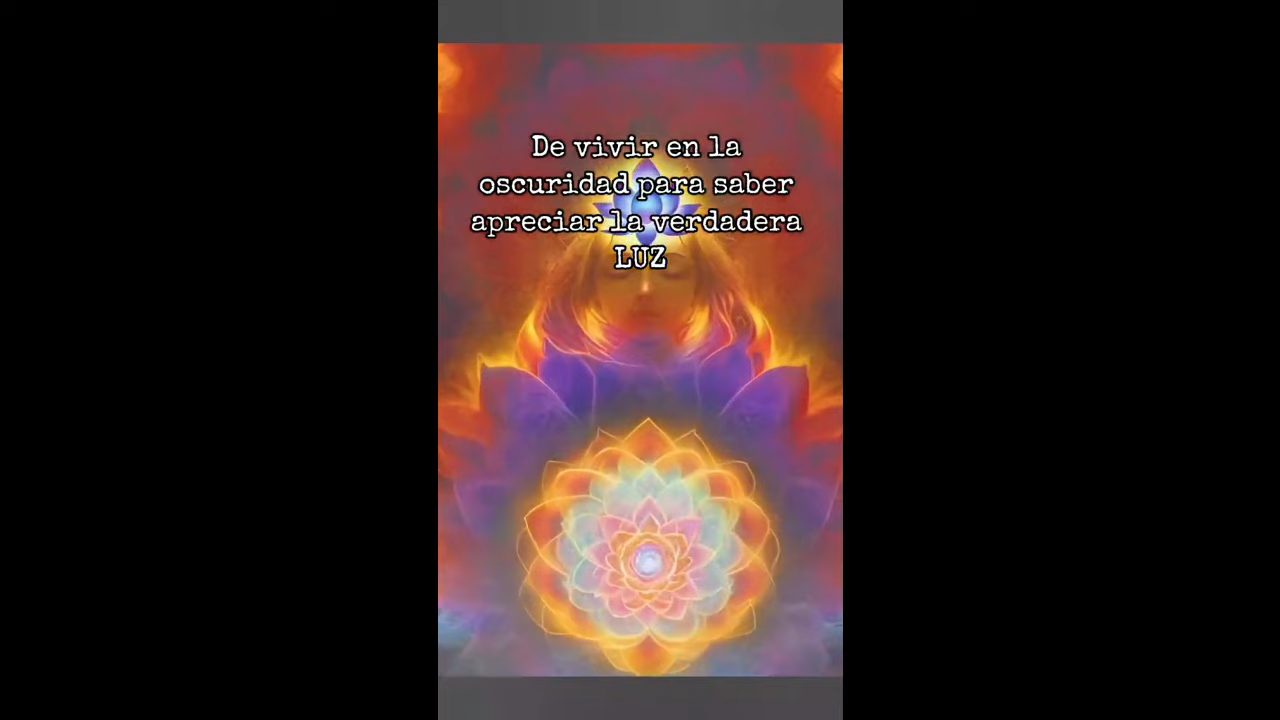 De vivir en la
oscuridad para saber
apreciar la verdadera
LUZ